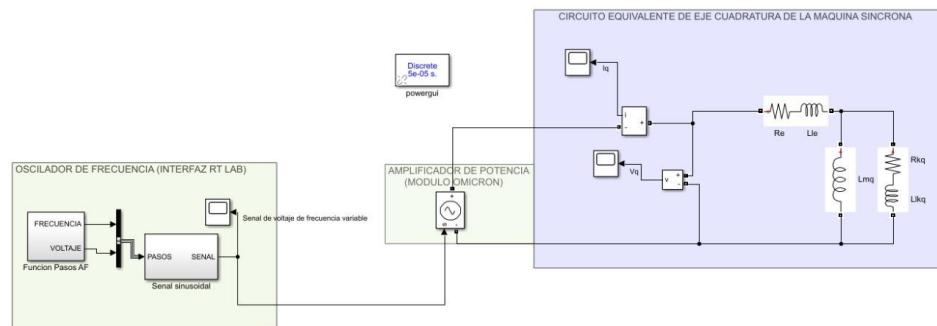 CIRCUITO EQUIVALENTE DE EJE CUADRATURA DE LA MAQUINA SINCRONA
Discrete
5e-05 s.
powergui
Iq
i
+
-
Re
Lle
Rkq
Lmq
Llkq
Vq
v
+
-
OSCILADOR DE FRECUENCIA (INTERFAZ RT LAB)
AMPLIFICADOR DE POTENCIA
(MODULO OMICRON)
+
s
-
Senal de voltaje de frecuencia variable
FRECUENCIA
VOLTAJE
Funcion Pasos AF
PASOS
SENAL
Senal sinusoidal